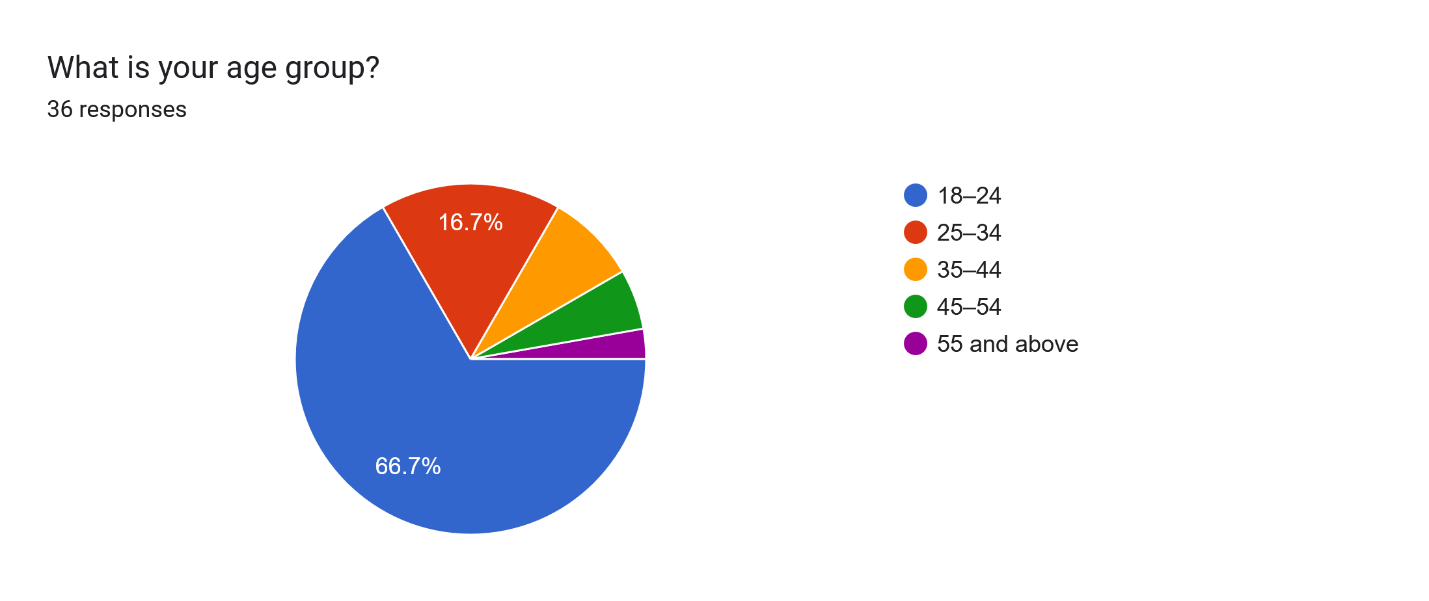 What is your age group?
36 responses
16.7%
66.7%
18–24
25–34
35–44
45–54
55 and above